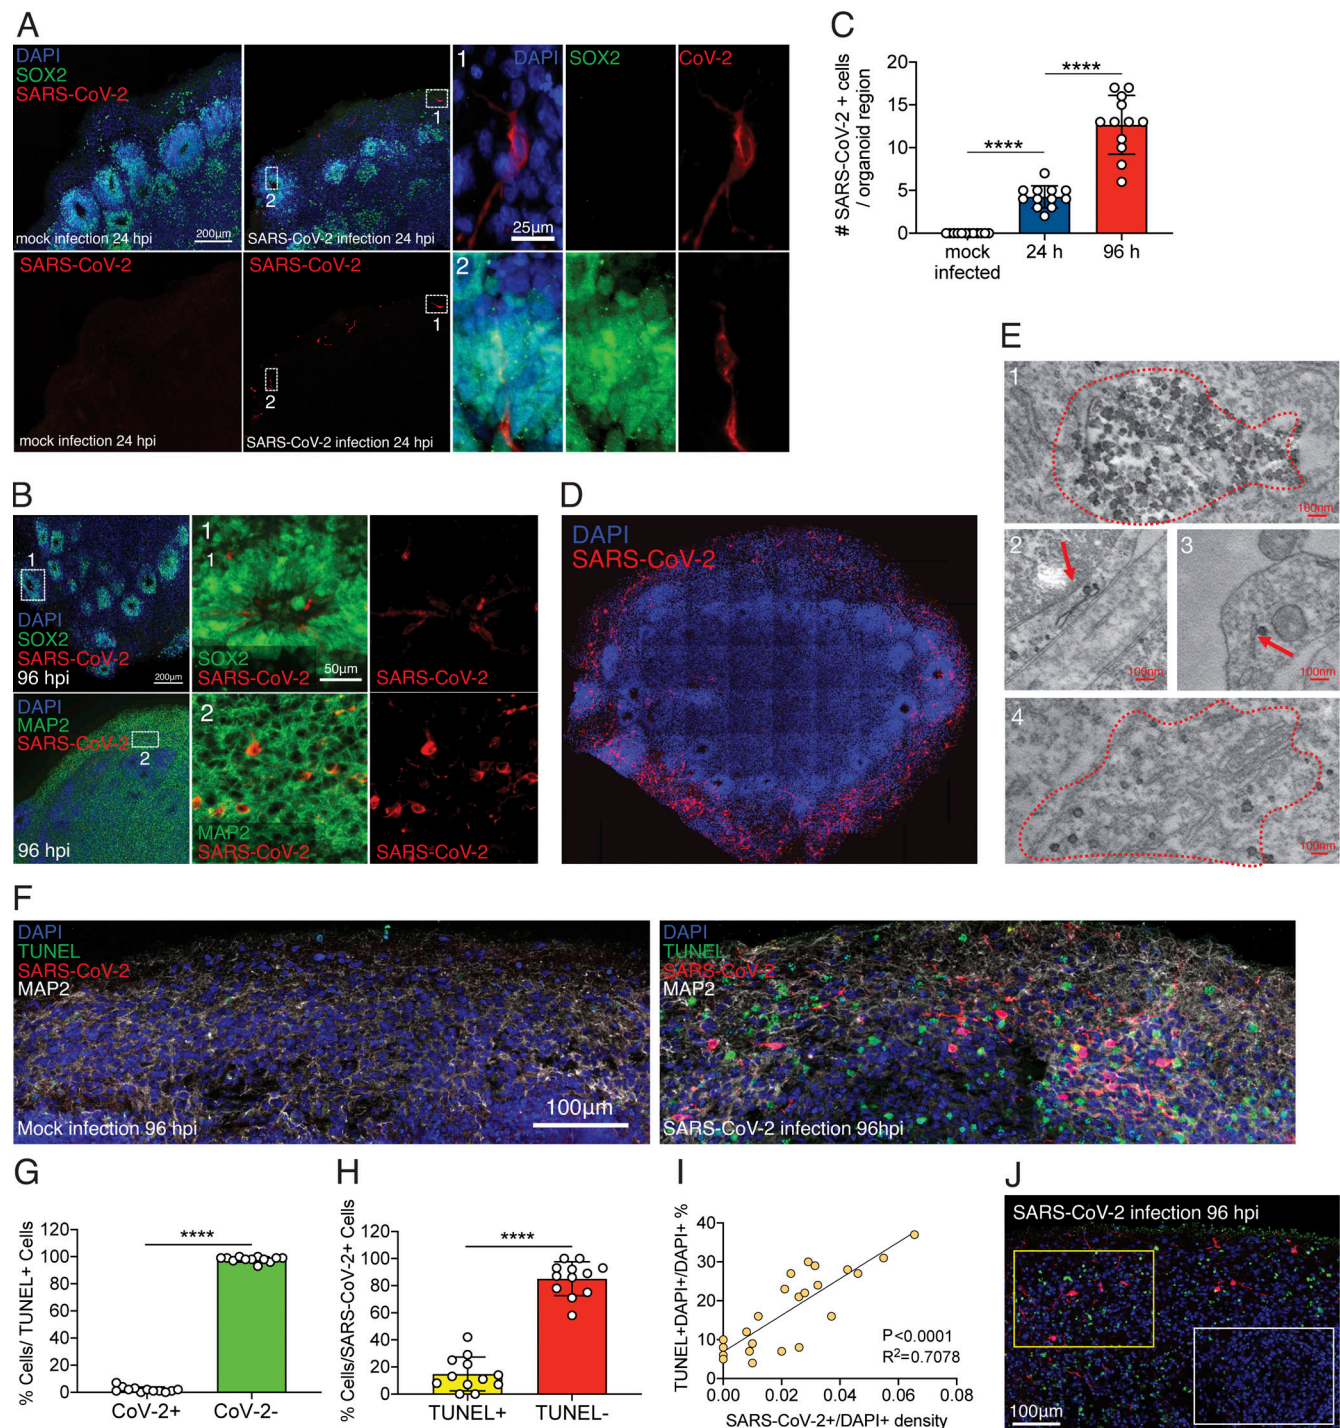 A
DAPI
SOX2
SARS-CoV-2
mock infection 24 hpi
200µm
1
2
SARS-CoV-2 infection 24 hpi
1
DAPI
25µm
SOX2
CoV-2
SARS-CoV-2
mock infection 24 hpi
SARS-CoV-2
1
2
SARS-CoV-2 infection 24 hpi
2
B
1
DAPI
SOX2
SARS-CoV-2
96 hpi
200µm
1
1
SOX2
SARS-CoV-2
50µm
SARS-CoV-2
DAPI
MAP2
SARS-CoV-2
2
96 hpi
2
MAP2
SARS-CoV-2
SARS-CoV-2
C
# SARS-CoV-2 + cells
/ organoid region
20
15
10
5
0
****
****
mock
infected
24 h
96 h
D
DAPI
SARS-CoV-2
E
1
100nm
2
100nm
3
100nm
4
100nm
F
DAPI
TUNEL
SARS-CoV-2
MAP2
Mock infection 96 hpi
100µm
DAPI
TUNEL
SARS-CoV-2
MAP2
SARS-CoV-2 infection 96hpi
G
% Cells/ TUNEL+ Cells
120
100
80
60
40
20
0
****
CoV-2+
CoV-2-
H
% Cells/SARS-CoV-2+ Cells
120
100
80
60
40
20
0
****
TUNEL+
TUNEL-
I
TUNEL+DAPI+/DAPI+ %
40
30
20
10
0
P<0.0001
R²=0.7078
0.00
0.02
0.04
0.06
0.08
SARS-CoV-2+/DAPI+ density
J
SARS-CoV-2 infection 96 hpi
100µm